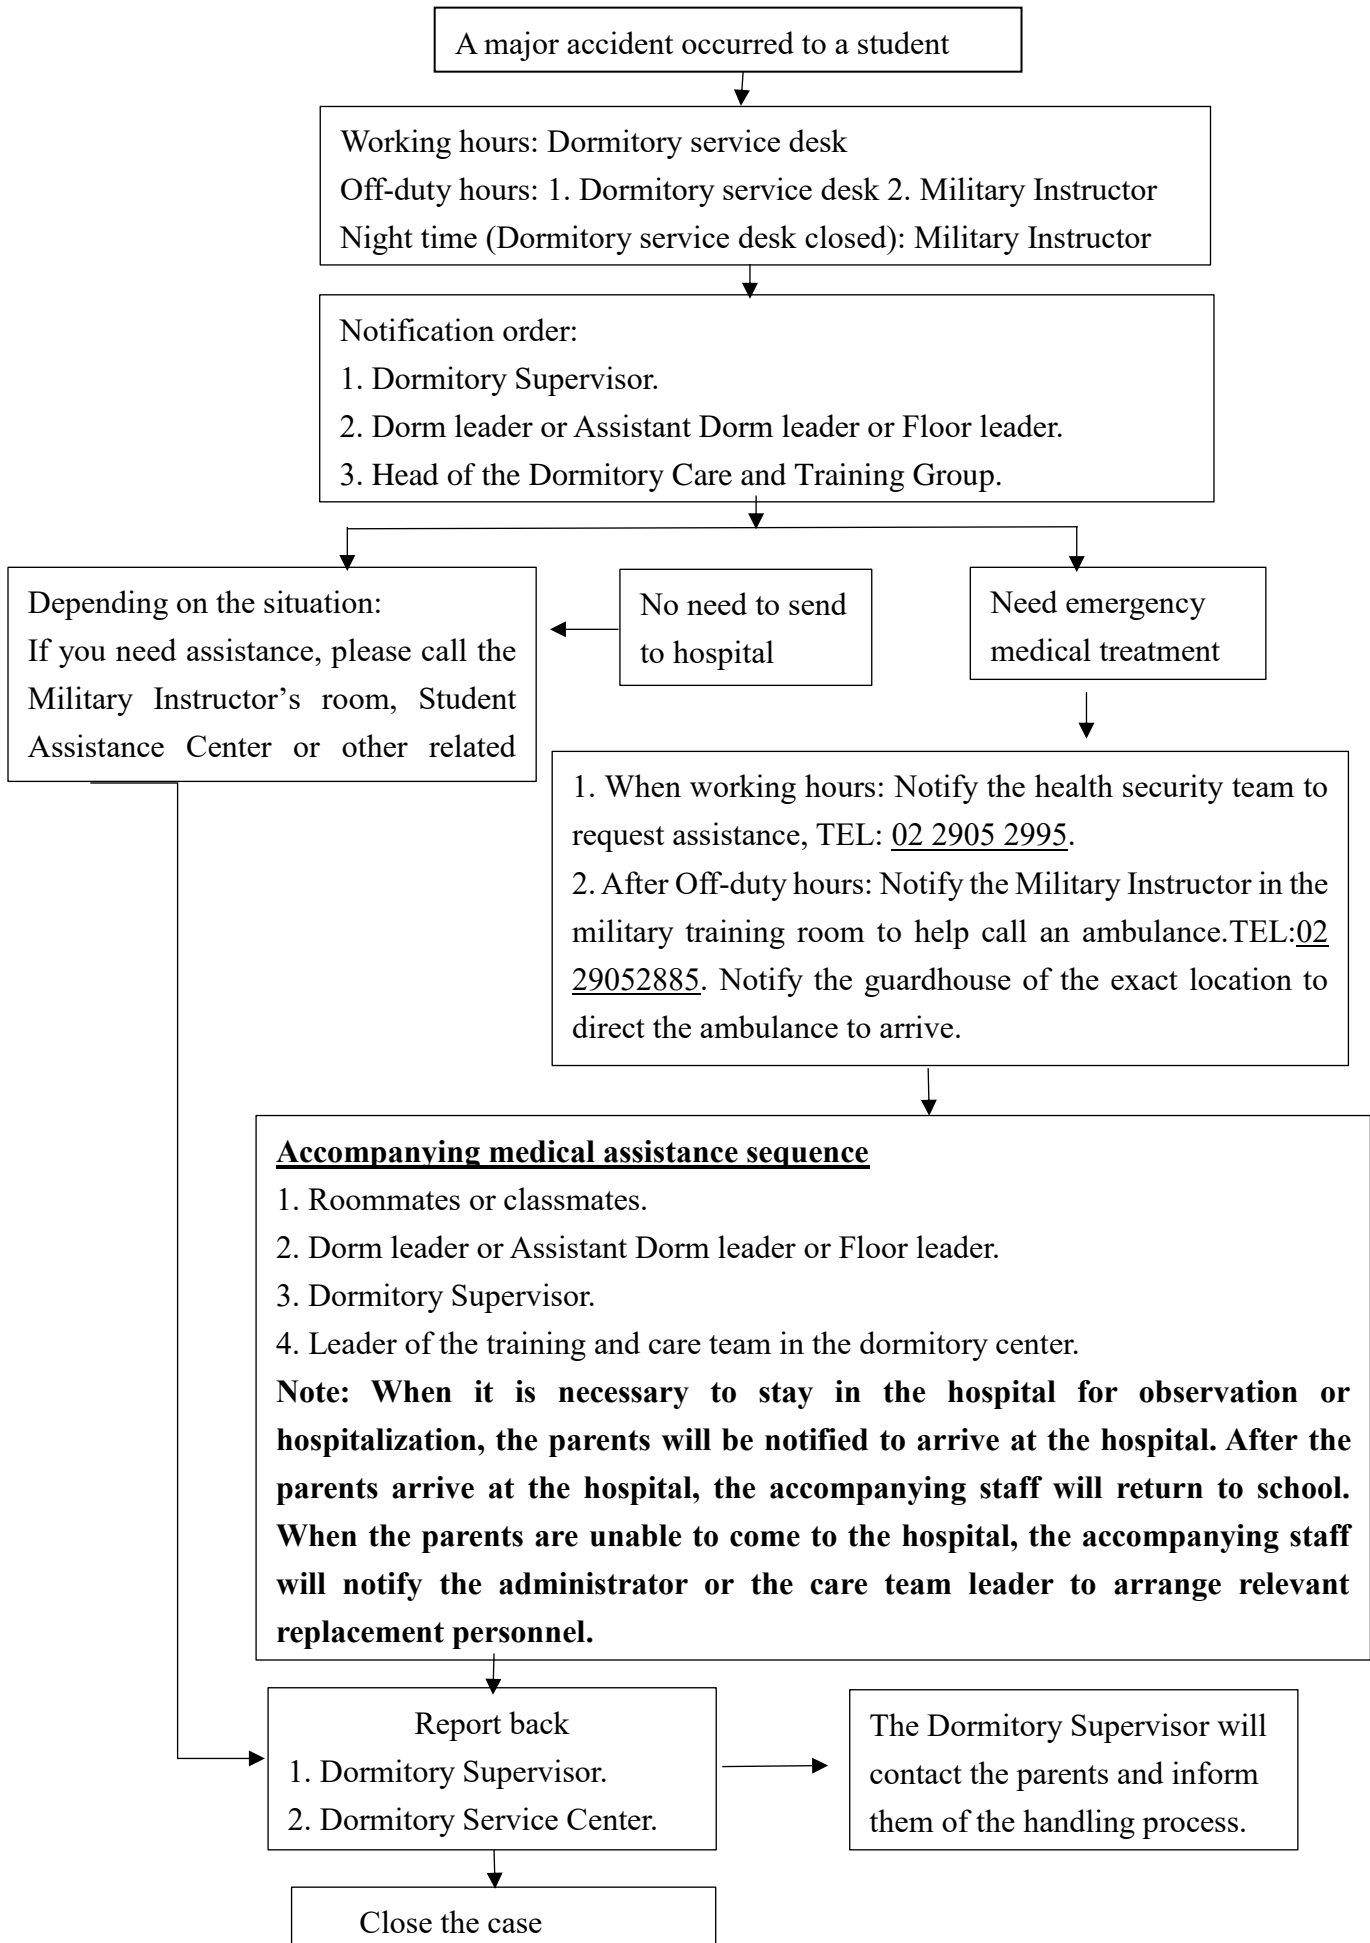 A major accident occurred to a student
Working hours: Dormitory service desk
Off-duty hours: 1. Dormitory service desk 2. Military Instructor
Night time (Dormitory service desk closed): Military Instructor
Notification order:
1. Dormitory Supervisor.
2. Dorm leader or Assistant Dorm leader or Floor leader.
3. Head of the Dormitory Care and Training Group.
Depending on the situation:
If you need assistance, please call the
Military Instructor’s room, Student
Assistance Center or other related
No need to send
to hospital
Need emergency
medical treatment
1. When working hours: Notify the health security team to
request assistance, TEL: 02 2905 2995.
2. After Off-duty hours: Notify the Military Instructor in the
military training room to help call an ambulance.TEL:02
29052885. Notify the guardhouse of the exact location to
direct the ambulance to arrive.
Accompanying medical assistance sequence
1. Roommates or classmates.
2. Dorm leader or Assistant Dorm leader or Floor leader.
3. Dormitory Supervisor.
4. Leader of the training and care team in the dormitory center.
Note: When it is necessary to stay in the hospital for observation or
hospitalization, the parents will be notified to arrive at the hospital. After the
parents arrive at the hospital, the accompanying staff will return to school.
When the parents are unable to come to the hospital, the accompanying staff
will notify the administrator or the care team leader to arrange relevant
replacement personnel.
Report back
1. Dormitory Supervisor.
2. Dormitory Service Center.
The Dormitory Supervisor will
contact the parents and inform
them of the handling process.
Close the case